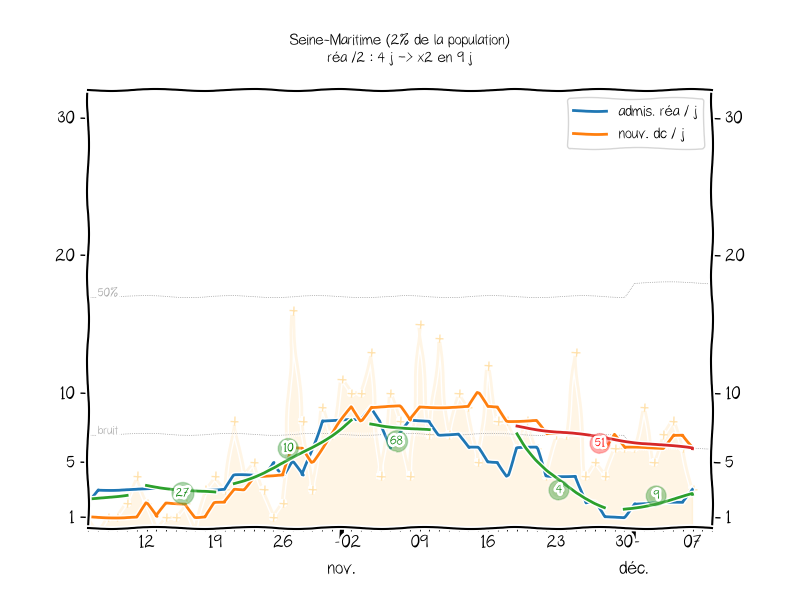 Seine-Maritime (2% de la population)
réa /2 : 4 j -> x2 en 9 j
admis. réa / j
nouv. dc / j
30 30
20 20
50%
10 10
bruit
10 68 51
5 5
27 4 9
1 1
12 19 26 02 09 16 23 30 07
nov. déc.